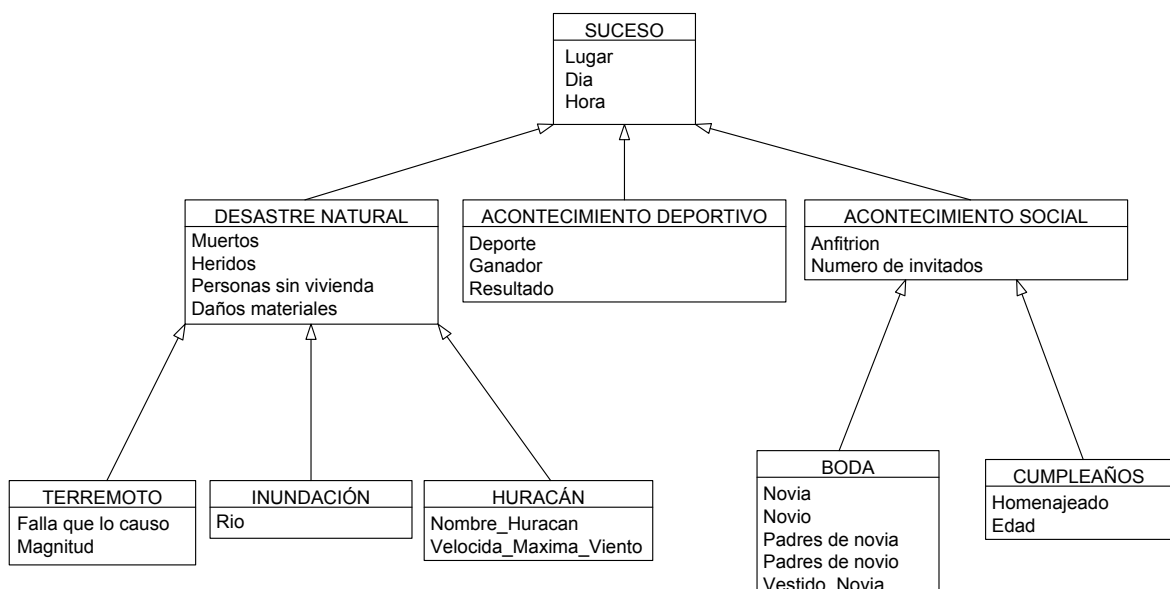 SUCESO
Lugar
Dia
Hora
DESASTRE NATURAL
Muertos
Heridos
Personas sin vivienda
Daños materiales
ACONTECIMIENTO DEPORTIVO
Deporte
Ganador
Resultado
ACONTECIMIENTO SOCIAL
Anfitrion
Numero de invitados
TERREMOTO
Falla que lo causo
Magnitud
INUNDACIÓN
Rio
HURACÁN
Nombre_Huracan
Velocida_Maxima_Viento
BODA
Novia
Novio
Padres de novia
Padres de novio
Vestido_Novia
CUMPLEAÑOS
Homenajeado
Edad